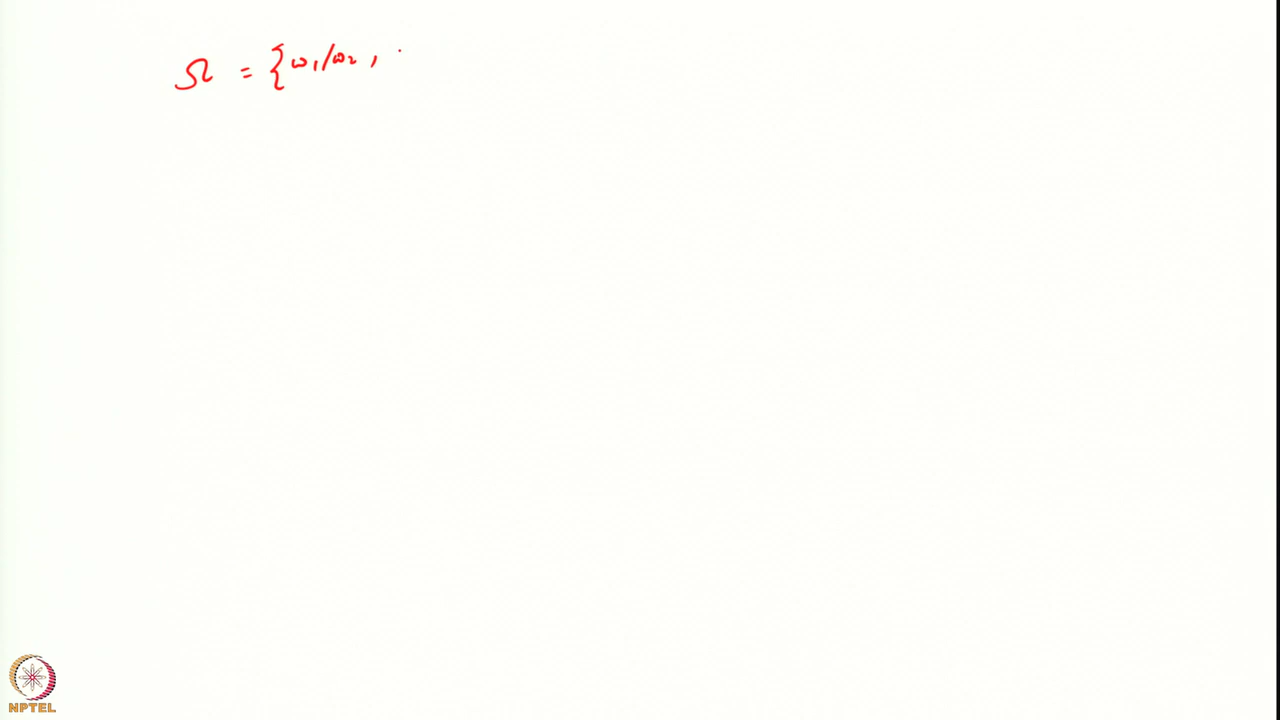 Ω = {ω₁/ω₂, .
NPTEL